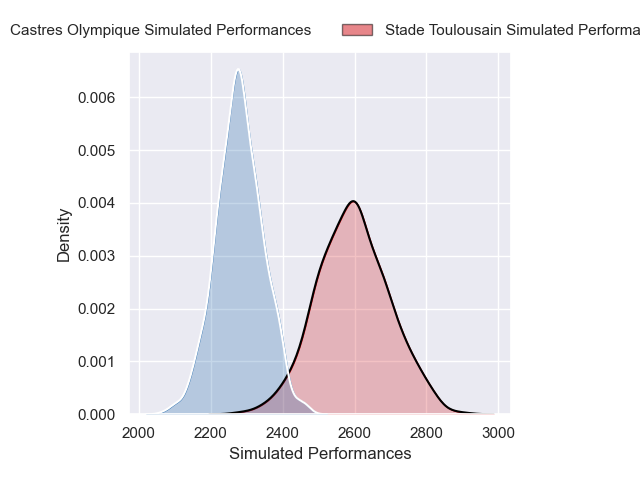 Castres Olympique Simulated Performances Stade Toulousain Simulated Performa
0.006
0.005
0.004
0.003
0.002
0.001
0.000
Density
2000 2200 2400 2600 2800 3000
Simulated Performances